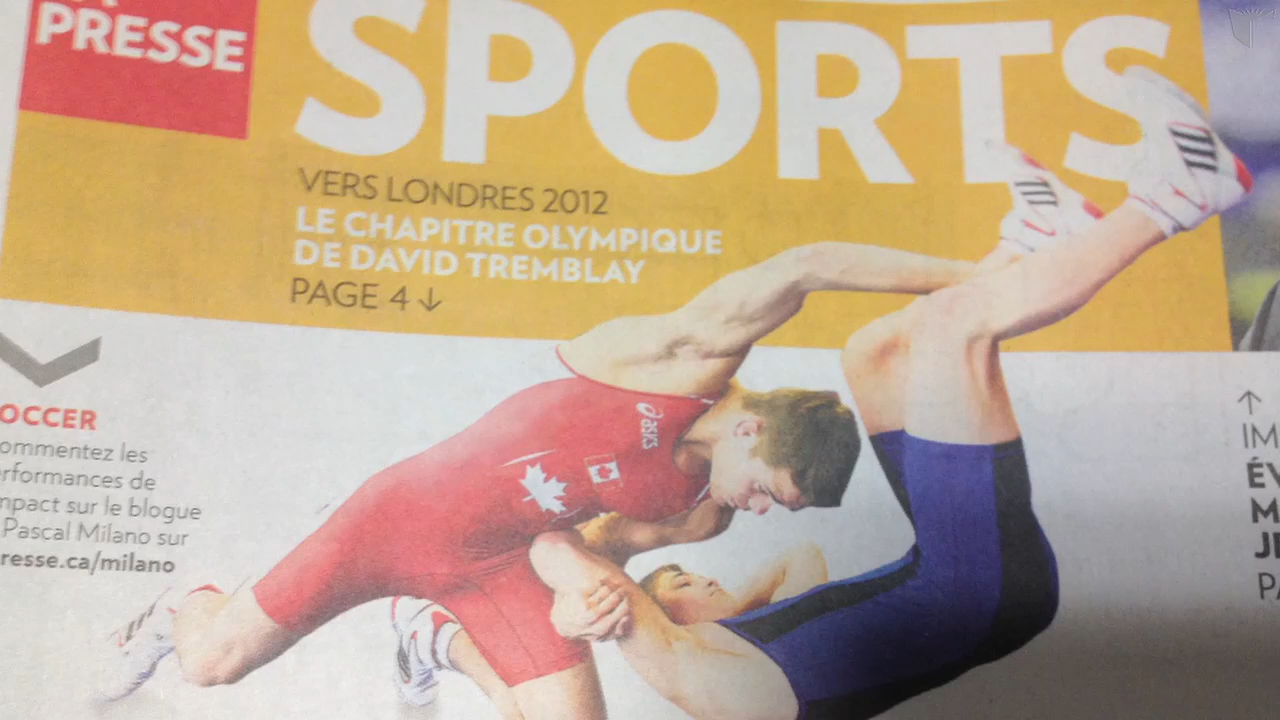 PRESSE
SPORTS
VERS LONDRES 2012
LE CHAPITRE OLYMPIQUE
DE DAVID TREMBLAY
PAGE 4 ↓
OCCER
ommentez les
rformances de
mpact sur le blogue
Pascal Milano sur
resse.ca/milano
asics
↑
IM
ÉV
M
JE
PA